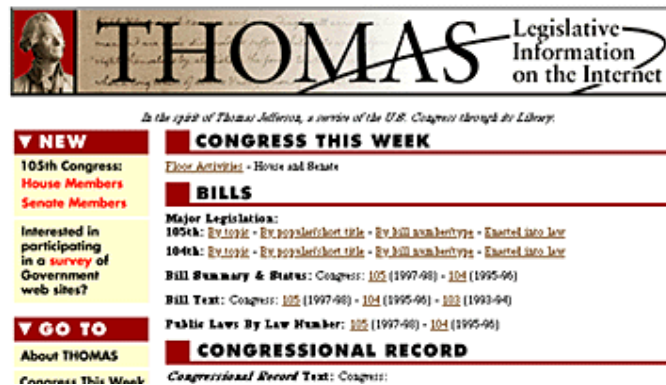 THOMAS
Legislative
Information
on the Internet
In the spirit of Thomas Jefferson, a service of the U.S. Congress through its Library.
▼ NEW
105th Congress:
House Members
Senate Members
Interested in
participating
in a survey of
Government
web sites?
▼ GO TO
About THOMAS
Congress This Week
CONGRESS THIS WEEK
Floor Activities - House and Senate
BILLS
Major Legislation:
105th: By topic - By popular/short title - By bill number/type - Enacted into law
104th: By topic - By popular/short title - By bill number/type - Enacted into law
Bill Summary & Status: Congress: 105 (1997-98) - 104 (1995-96)
Bill Text: Congress: 105 (1997-98) - 104 (1995-96) - 103 (1993-94)
Public Laws By Law Number: 105 (1997-98) - 104 (1995-96)
CONGRESSIONAL RECORD
Congressional Record Text: Congress: